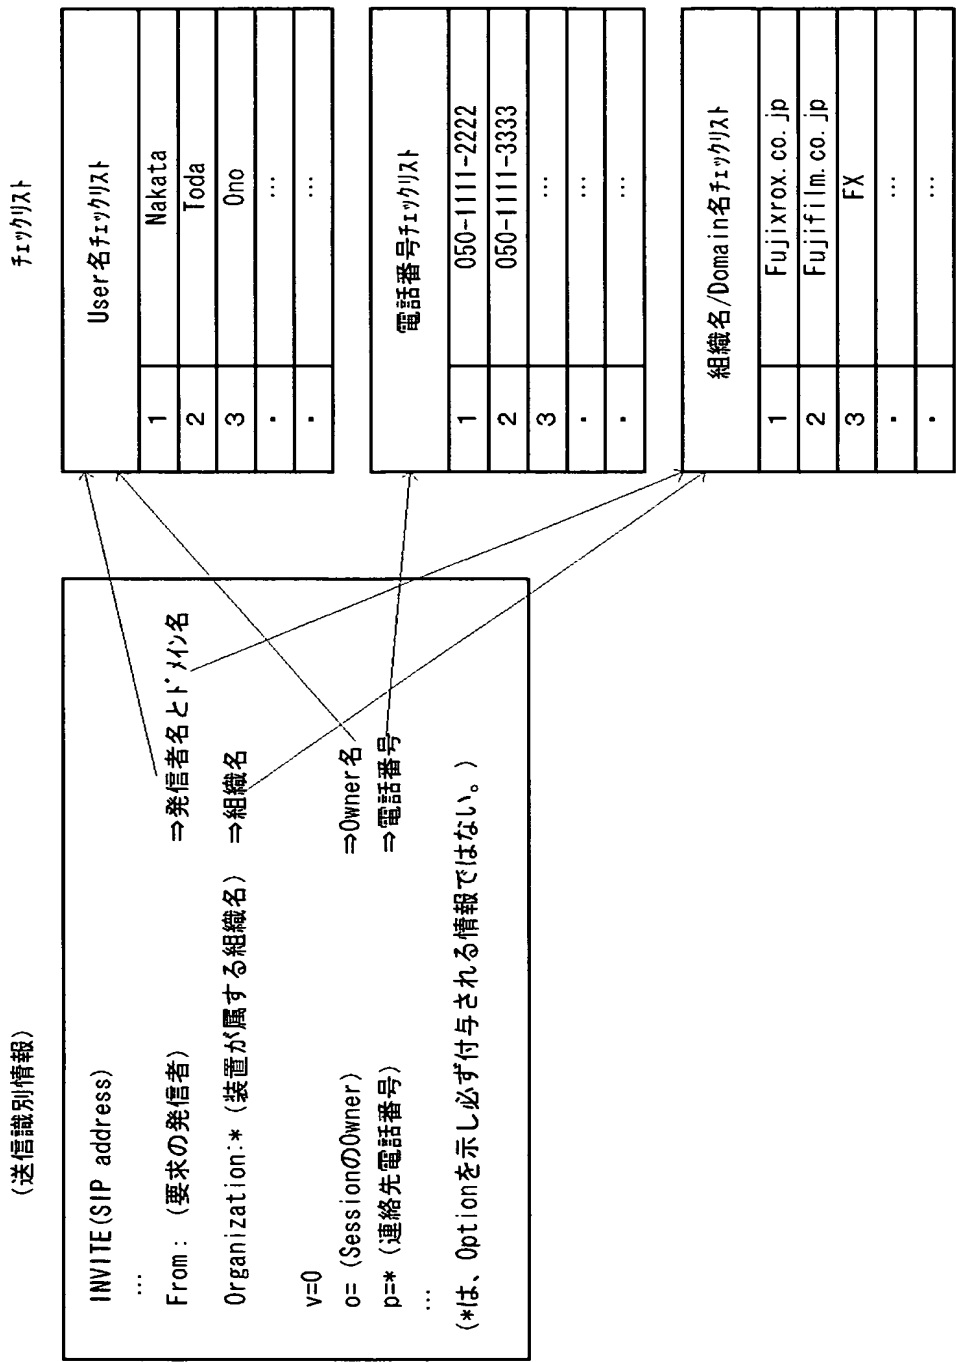 (送信識別情報)
INVITE(SIP address)
...
From: (要求の発信者) ⇒発信者名とドメイン名
Organization:* (装置が属する組織名) ⇒組織名
v=0
o= (SessionのOwner) ⇒Owner名
p=* (連絡先電話番号) ⇒電話番号
...
(*は、Optionを示し必ず付与される情報ではない。)
チェックリスト
User名チェックリスト
1 Nakata
2 Toda
3 Ono
・ ...
・ ...
電話番号チェックリスト
1 050-1111-2222
2 050-1111-3333
3 ...
・ ...
・ ...
組織名/Domain名チェックリスト
1 Fujixrox.co.jp
2 Fujifilm.co.jp
3 FX
・ ...
・ ...